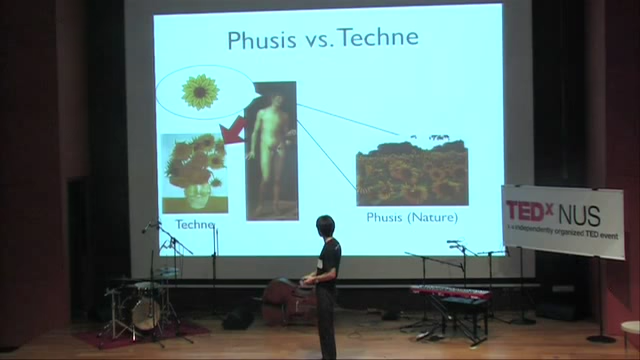 Phusis vs. Techne
Techne
Phusis (Nature)
TEDx NUS
x = independently organized TED event